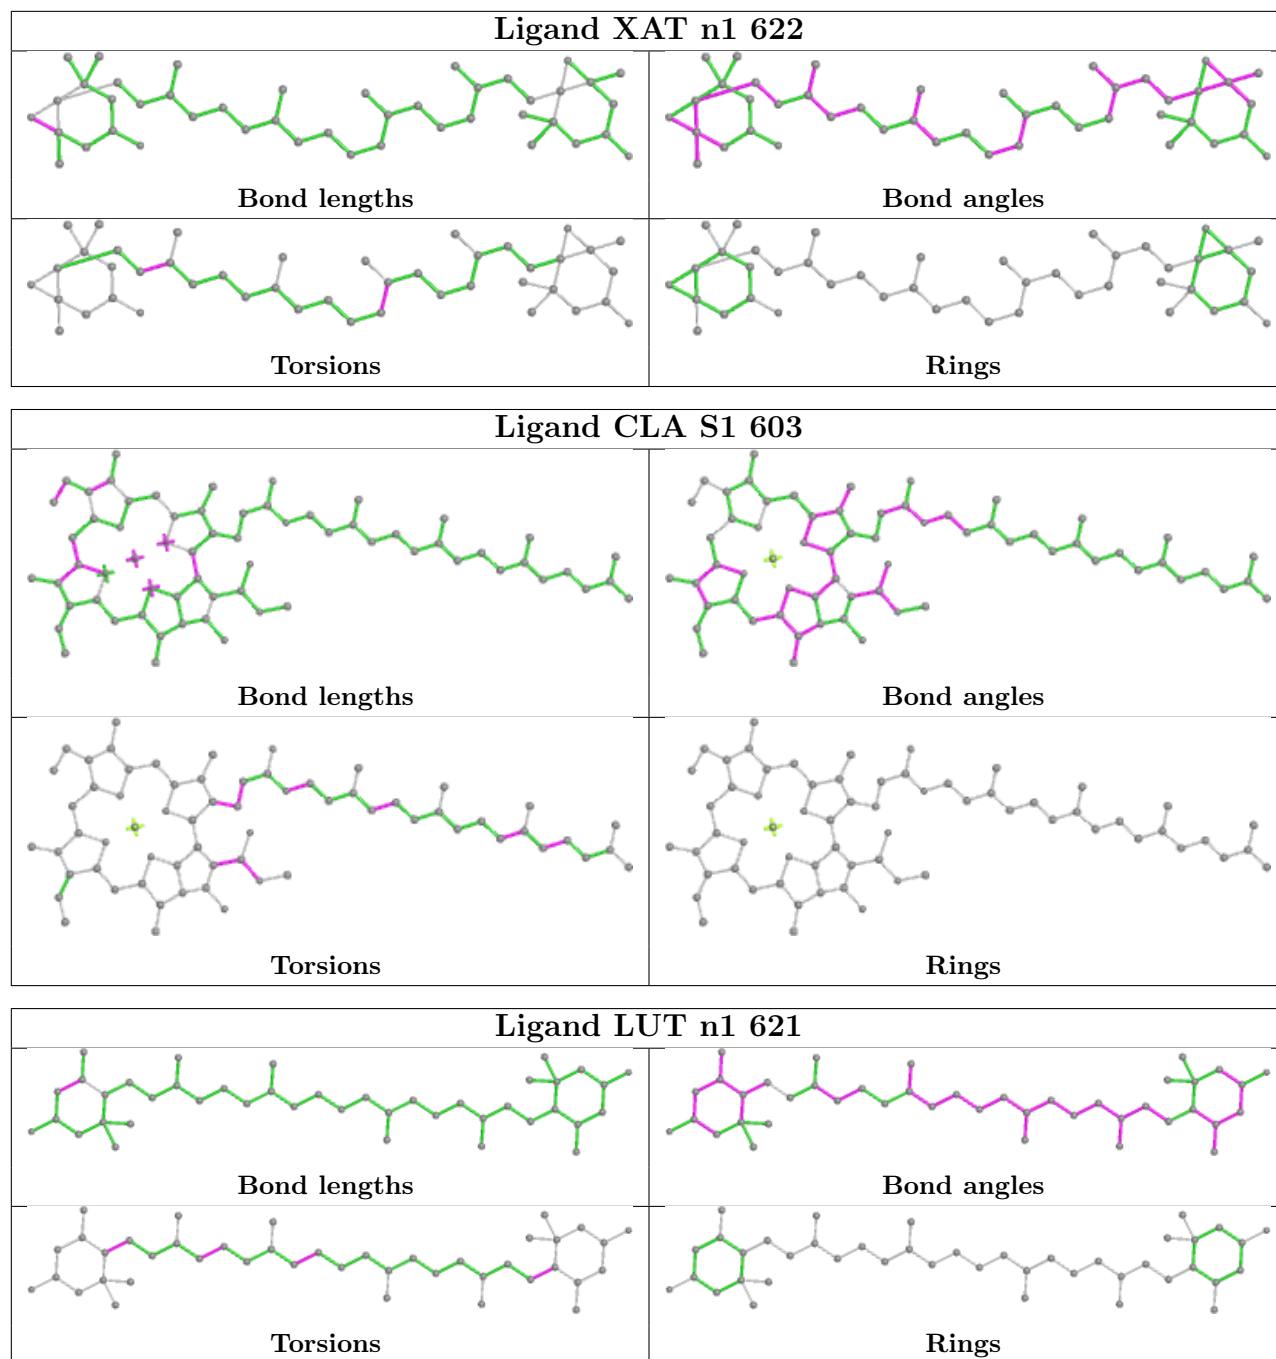 Ligand XAT n1 622
Bond lengths
Bond angles
Torsions
Rings
Ligand CLA S1 603
Bond lengths
Bond angles
Torsions
Rings
Ligand LUT n1 621
Bond lengths
Bond angles
Torsions
Rings